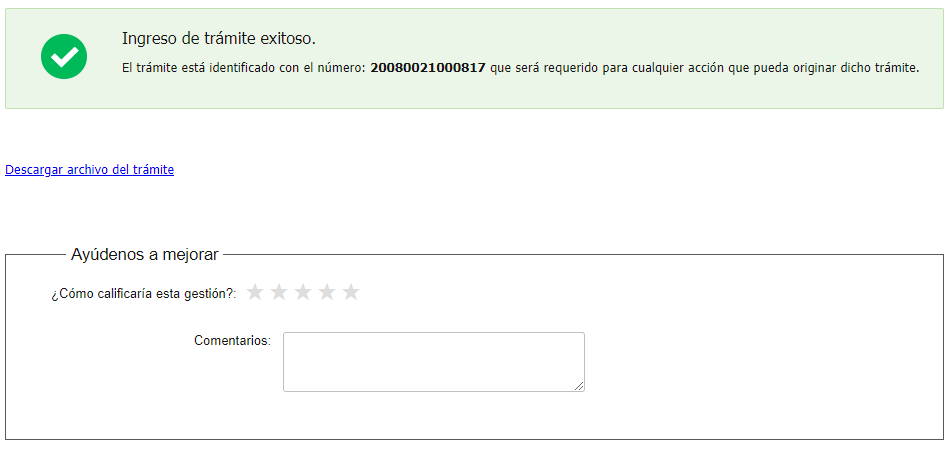 Ingreso de trámite exitoso.
El trámite está identificado con el número: 20080021000817 que será requerido para cualquier acción que pueda originar dicho trámite.
Descargar archivo del trámite
Ayúdenos a mejorar
¿Cómo calificaría esta gestión?:
Comentarios: